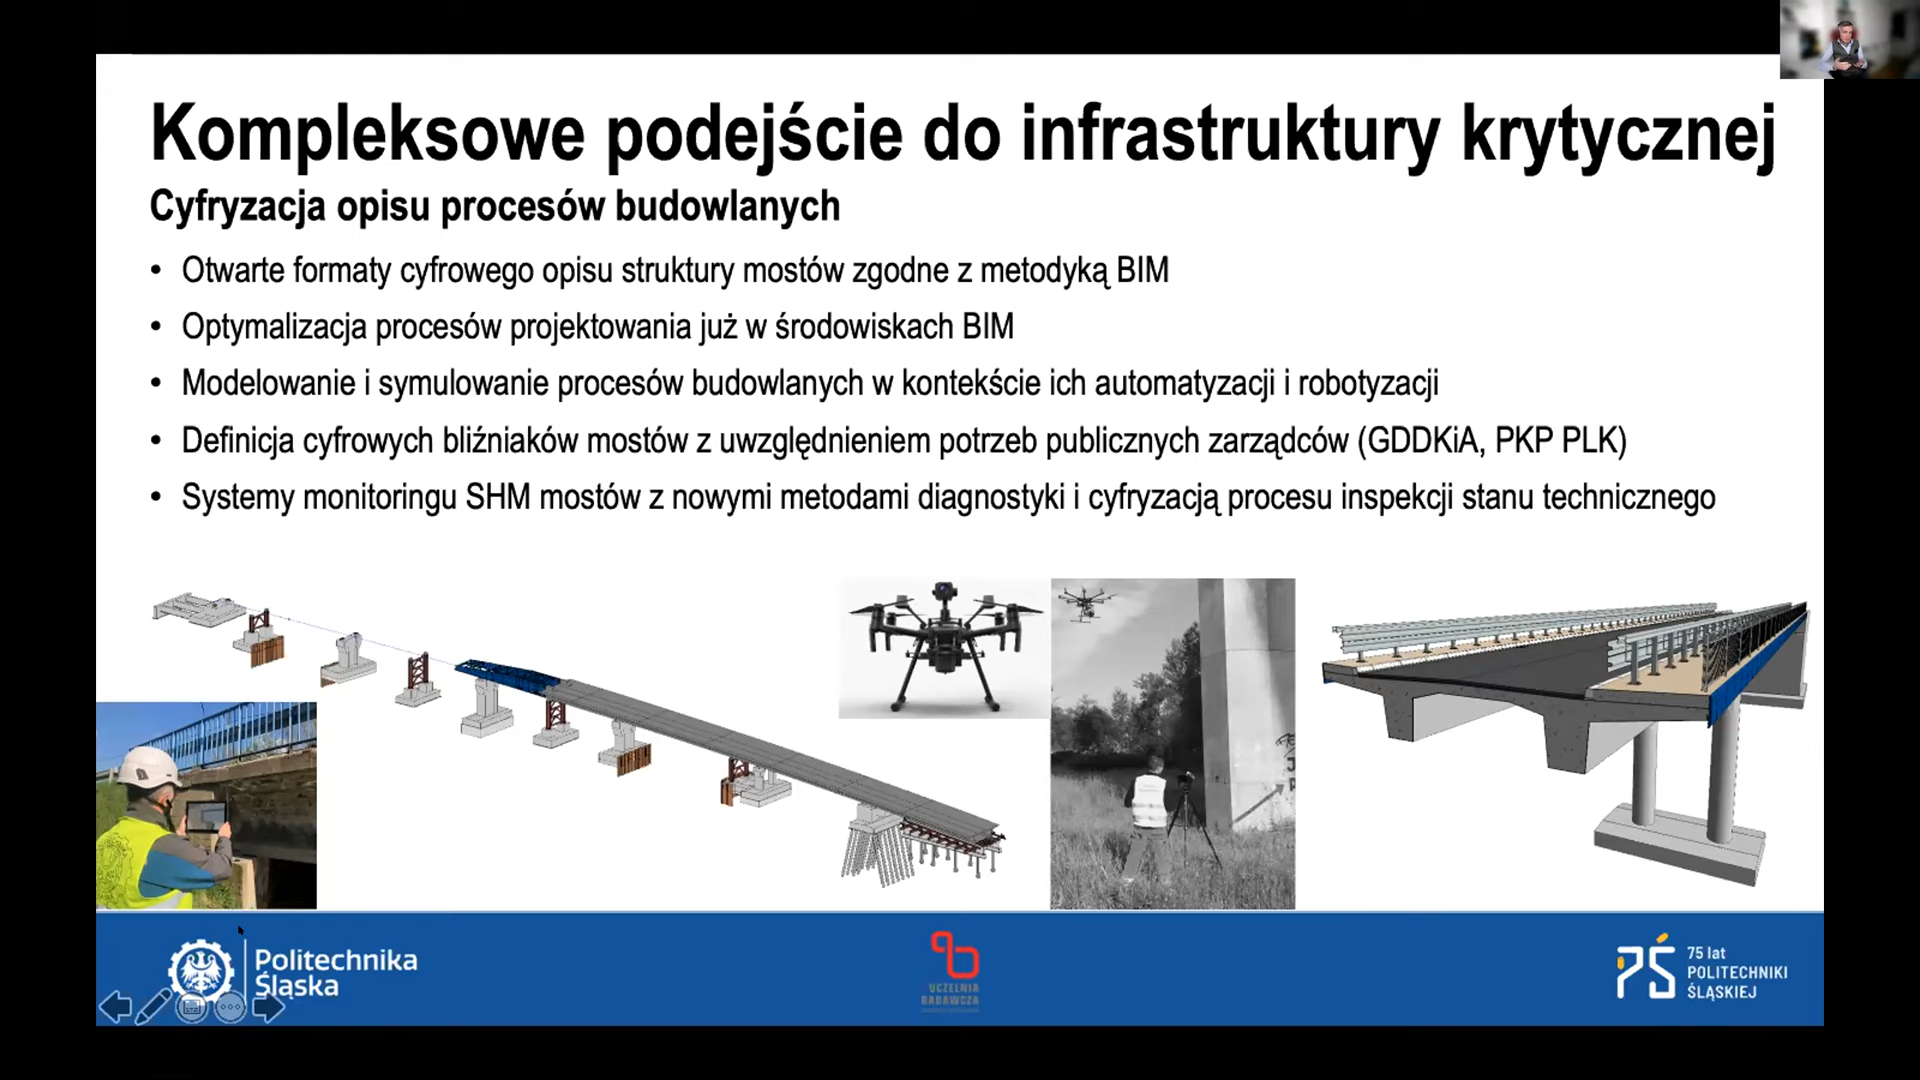 Kompleksowe podejście do infrastruktury krytycznej
Cyfryzacja opisu procesów budowlanych
• Otwarte formaty cyfrowego opisu struktury mostów zgodne z metodyką BIM
• Optymalizacja procesów projektowania już w środowiskach BIM
• Modelowanie i symulowanie procesów budowlanych w kontekście ich automatyzacji i robotyzacji
• Definicja cyfrowych bliźniaków mostów z uwzględnieniem potrzeb publicznych zarządców (GDDKiA, PKP PLK)
• Systemy monitoringu SHM mostów z nowymi metodami diagnostyki i cyfryzacją procesu inspekcji stanu technicznego
Politechnika
Śląska
UCZELNIA
BADAWCZA
PŚ
75 lat
POLITECHNIKI
ŚLĄSKIEJ